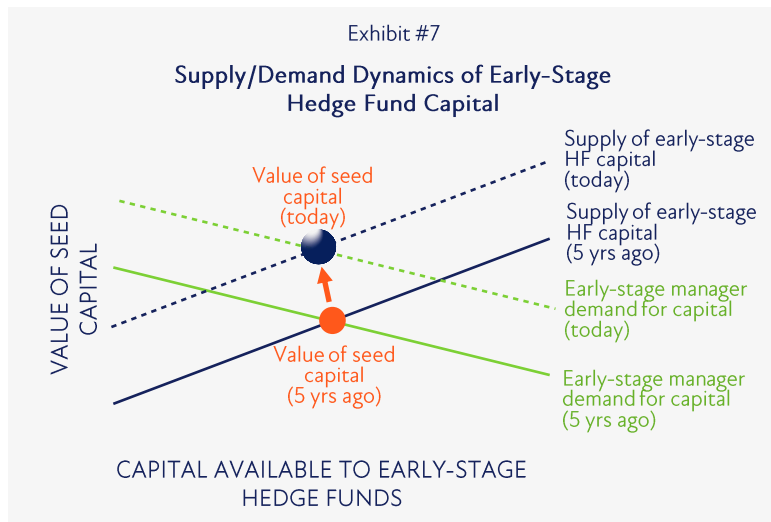 Exhibit #7
Supply/Demand Dynamics of Early-Stage
Hedge Fund Capital
Supply of early-stage
HF capital
(today)
Value of seed
capital
(today)
Supply of early-stage
HF capital
(5 yrs ago)
VALUE OF SEED
CAPITAL
Early-stage manager
demand for capital
(today)
Value of seed
capital
(5 yrs ago)
Early-stage manager
demand for capital
(5 yrs ago)
CAPITAL AVAILABLE TO EARLY-STAGE
HEDGE FUNDS